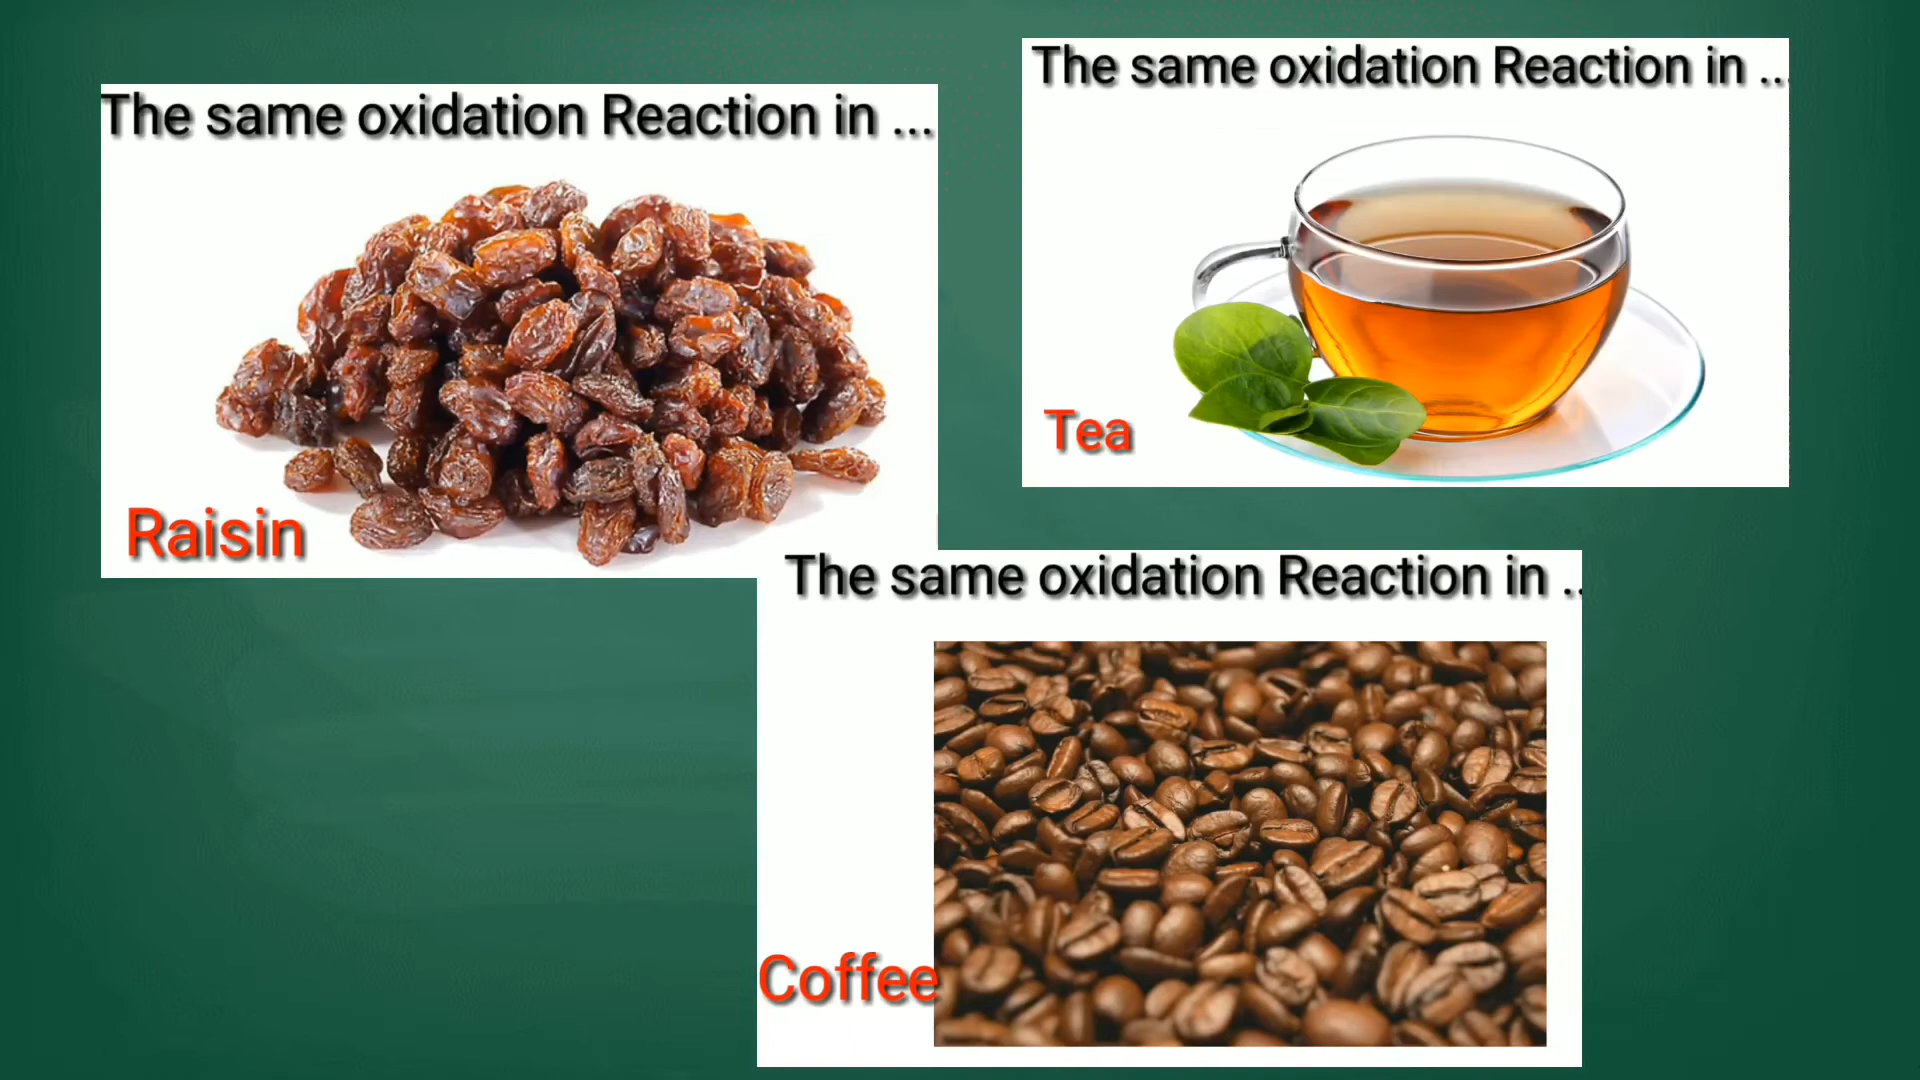 The same oxidation Reaction in ...
Raisin
The same oxidation Reaction in ...
Tea
The same oxidation Reaction in ..
Coffee